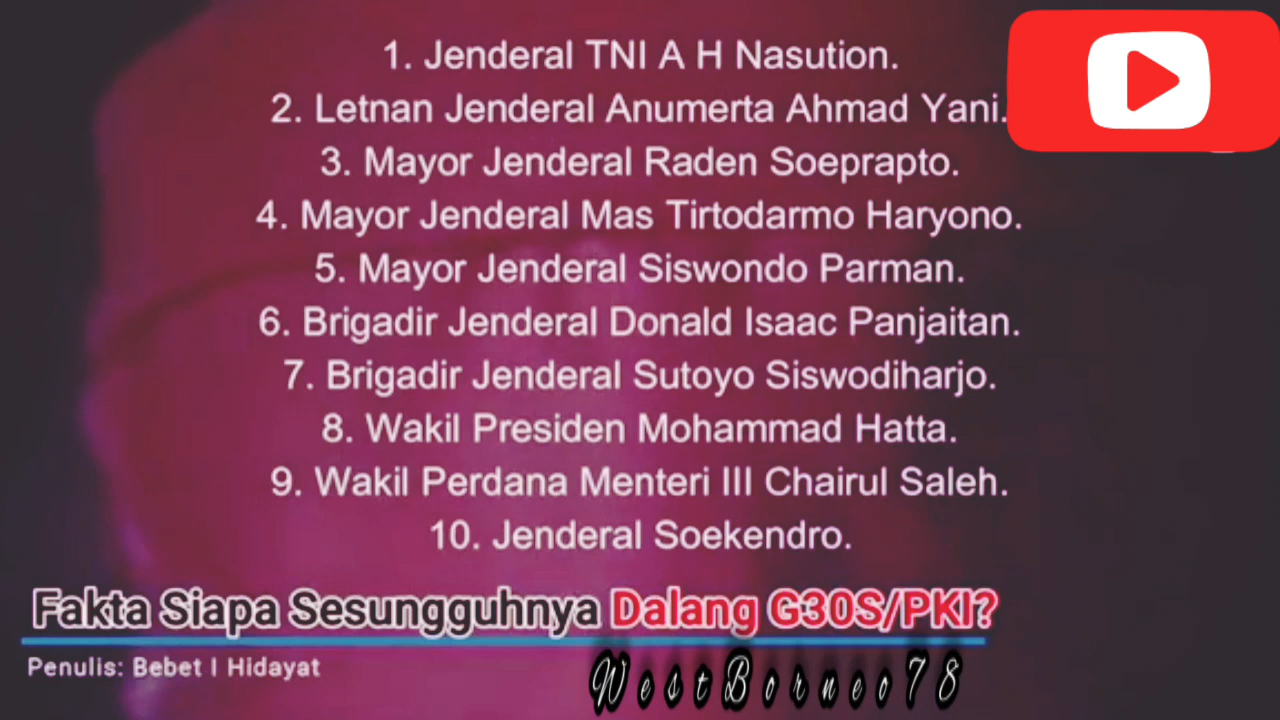 1. Jenderal TNI A H Nasution.
2. Letnan Jenderal Anumerta Ahmad Yani.
3. Mayor Jenderal Raden Soeprapto.
4. Mayor Jenderal Mas Tirtodarmo Haryono.
5. Mayor Jenderal Siswondo Parman.
6. Brigadir Jenderal Donald Isaac Panjaitan.
7. Brigadir Jenderal Sutoyo Siswodiharjo.
8. Wakil Presiden Mohammad Hatta.
9. Wakil Perdana Menteri III Chairul Saleh.
10. Jenderal Soekendro.
Fakta Siapa Sesungguhnya Dalang G30S/PKI?
Penulis: Bebet I Hidayat
WestBorneo78